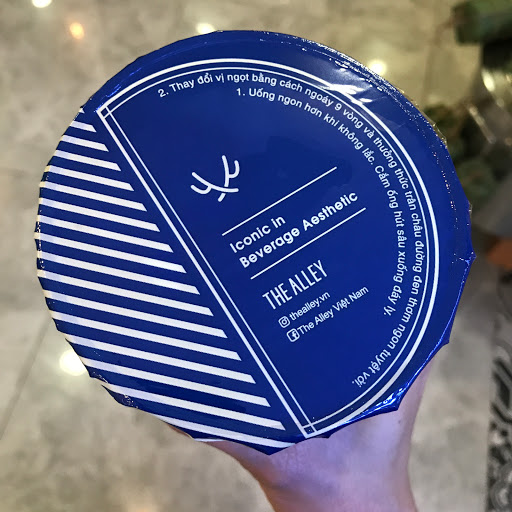 2. Thay đổi vị ngọt bằng cách ngoáy 9 vòng và thưởng thức trân châu đường đen thơm ngon tuyệt vời.
1. Uống ngon hơn khi không lắc. Cắm ống hút sâu xuống đáy ly.
Iconic in
Beverage Aesthetic
THE ALLEY
thealley.vn
The Alley Việt Nam